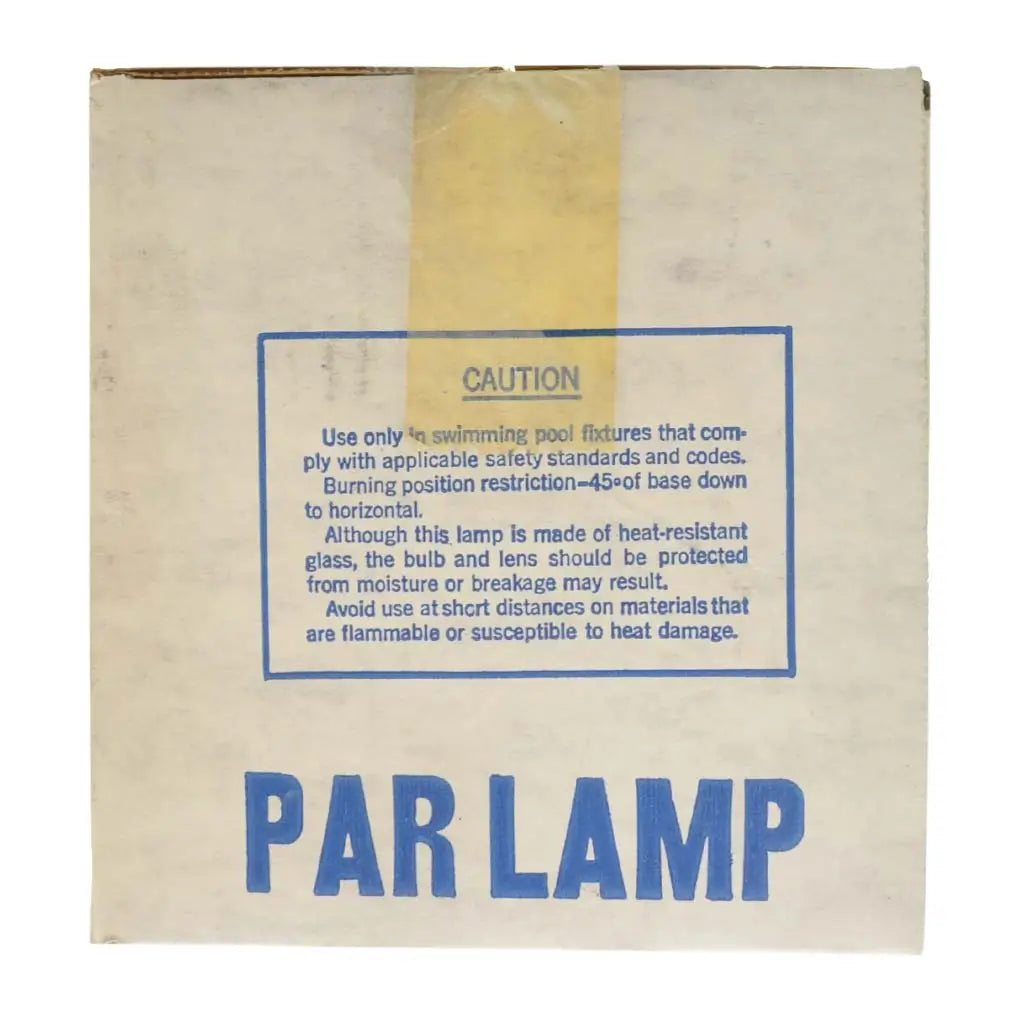 CAUTION
Use only in swimming pool fixtures that com-
ply with applicable safety standards and codes.
Burning position restriction—45° of base down
to horizontal.
Although this lamp is made of heat-resistant
glass, the bulb and lens should be protected
from moisture or breakage may result.
Avoid use at short distances on materials that
are flammable or susceptible to heat damage.
PAR LAMP